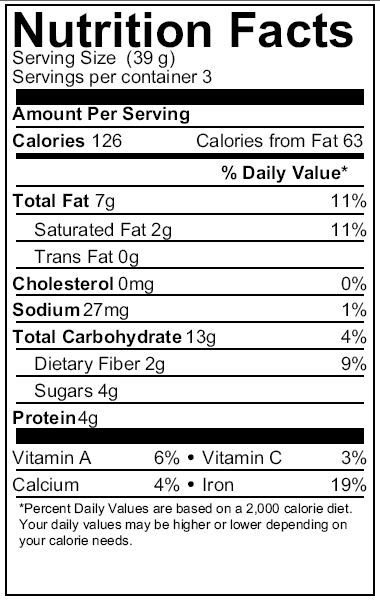 Nutrition Facts
Serving Size (39 g)
Servings per container 3
Amount Per Serving
Calories 126 Calories from Fat 63
% Daily Value*
Total Fat 7g 11%
Saturated Fat 2g 11%
Trans Fat 0g
Cholesterol 0mg 0%
Sodium 27mg 1%
Total Carbohydrate 13g 4%
Dietary Fiber 2g 9%
Sugars 4g
Protein 4g
Vitamin A 6% • Vitamin C 3%
Calcium 4% • Iron 19%
*Percent Daily Values are based on a 2,000 calorie diet.
Your daily values may be higher or lower depending on
your calorie needs.